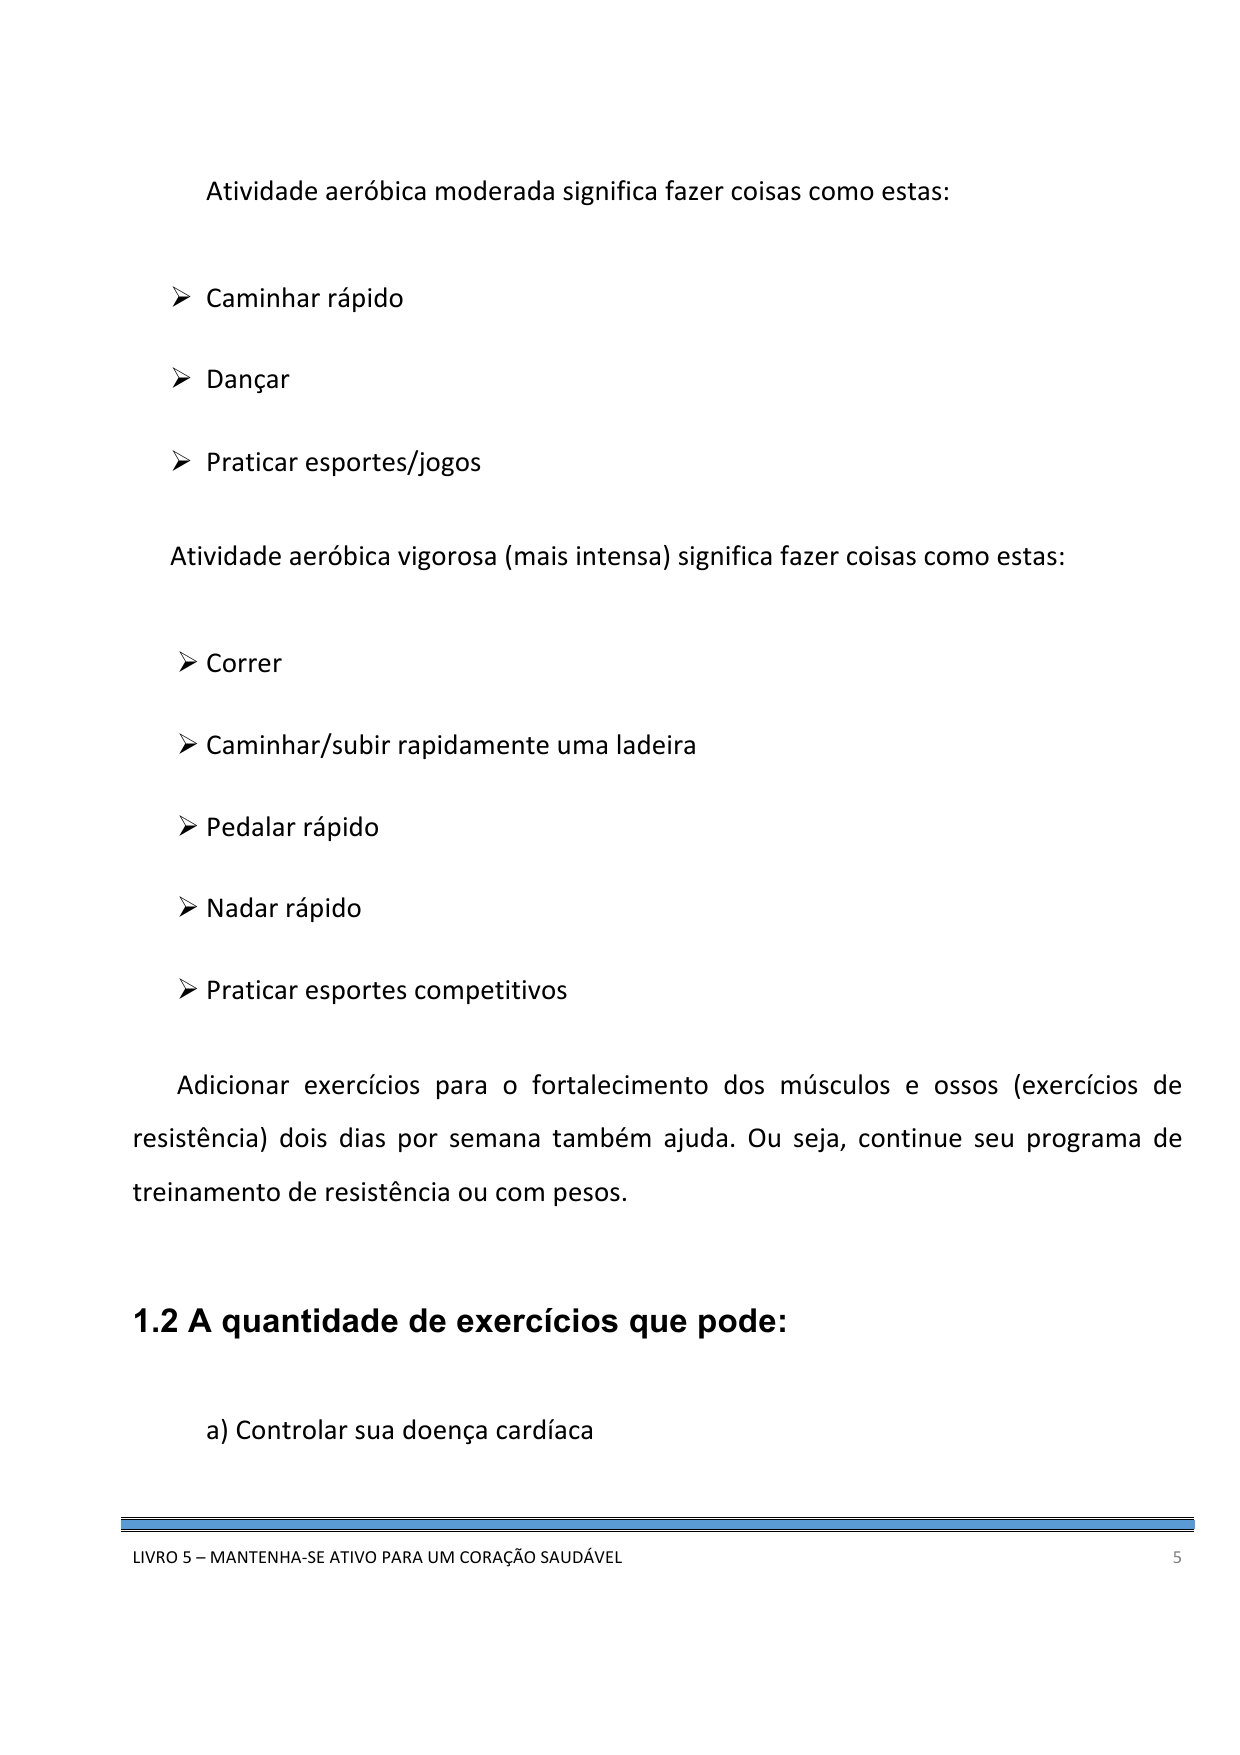 Atividade aeróbica moderada significa fazer coisas como estas:
➢ Caminhar rápido
➢ Dançar
➢ Praticar esportes/jogos
Atividade aeróbica vigorosa (mais intensa) significa fazer coisas como estas:
➢ Correr
➢ Caminhar/subir rapidamente uma ladeira
➢ Pedalar rápido
➢ Nadar rápido
➢ Praticar esportes competitivos
Adicionar exercícios para o fortalecimento dos músculos e ossos (exercícios de
resistência) dois dias por semana também ajuda. Ou seja, continue seu programa de
treinamento de resistência ou com pesos.
1.2 A quantidade de exercícios que pode:
a) Controlar sua doença cardíaca
LIVRO 5 – MANTENHA-SE ATIVO PARA UM CORAÇÃO SAUDÁVEL 5